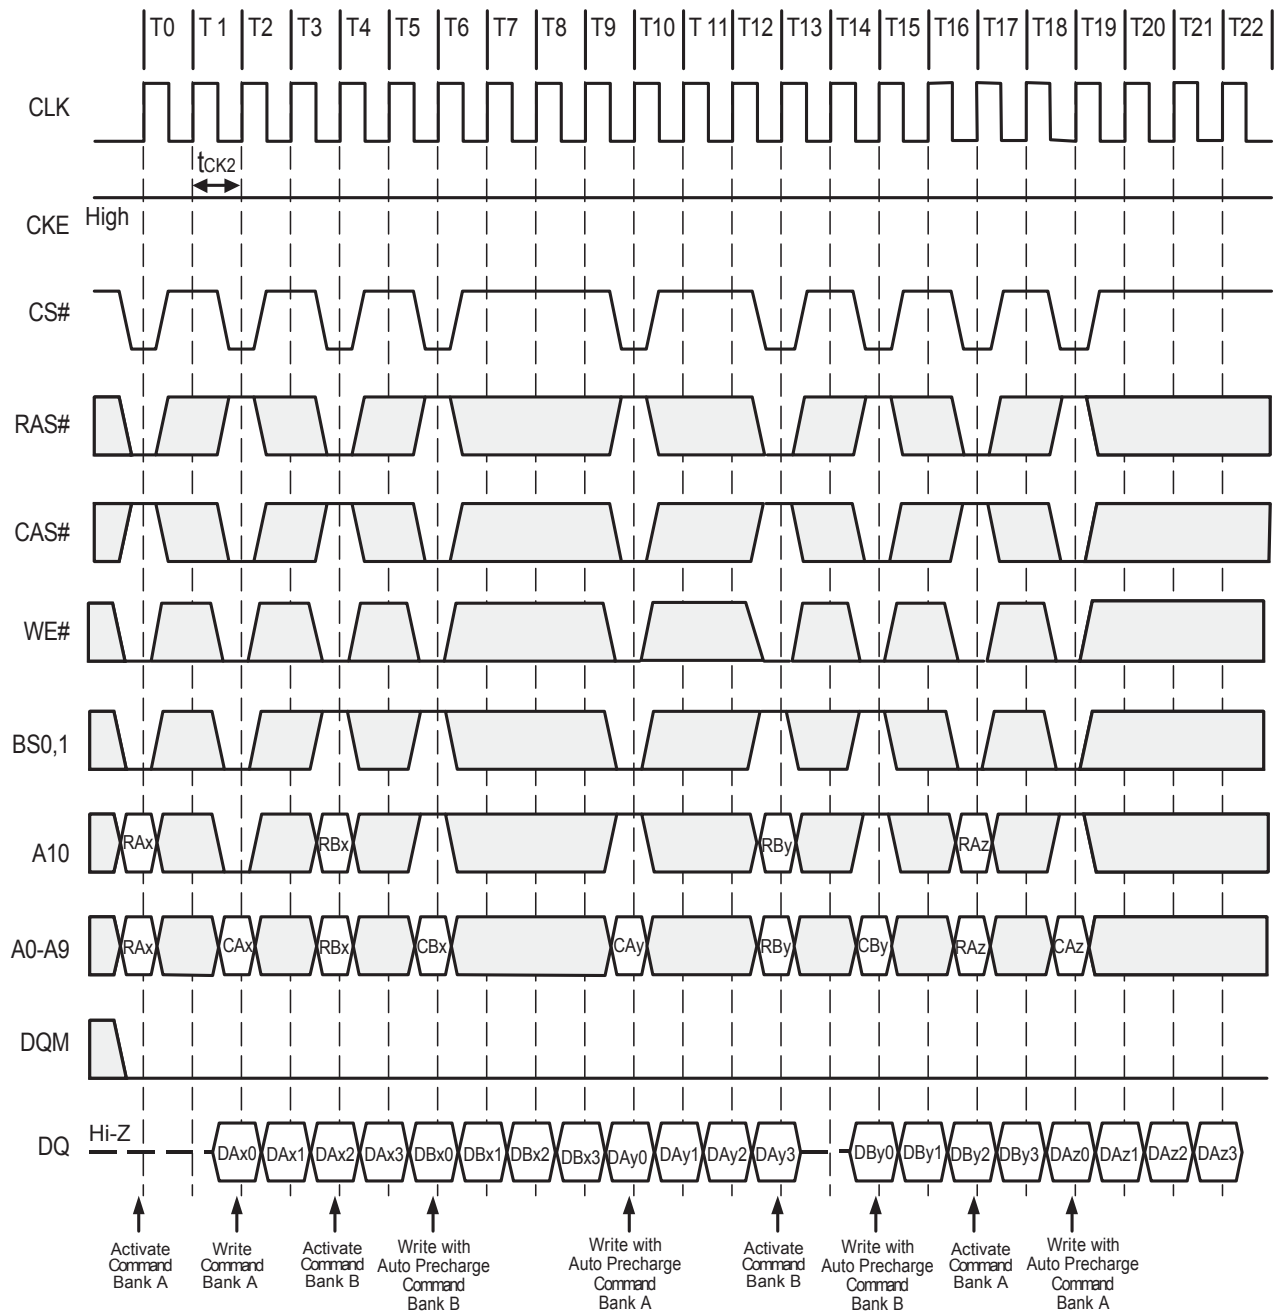 T0 T 1 T2 T3 T4 T5 T6 T7 T8 T9 T10 T 11 T12 T13 T14 T15 T16 T17 T18 T19 T20 T21 T22
CLK
tCK2
CKE High
CS#
RAS#
CAS#
WE#
BS0,1
A10 RAx RBx RBy RAz
A0-A9 RAx CAx RBx CBx CAy RBy CBy RAz CAz
DQM
DQ Hi-Z DAx0 DAx1 DAx2 DAx3 DBx0 DBx1 DBx2 DBx3 DAy0 DAy1 DAy2 DAy3 DBy0 DBy1 DBy2 DBy3 DAz0 DAz1 DAz2 DAz3
Activate
Command
Bank A
Write
Command
Bank A
Activate
Command
Bank B
Write with
Auto Precharge
Command
Bank B
Write with
Auto Precharge
Command
Bank A
Activate
Command
Bank B
Write with
Auto Precharge
Command
Bank B
Activate
Command
Bank A
Write with
Auto Precharge
Command
Bank A